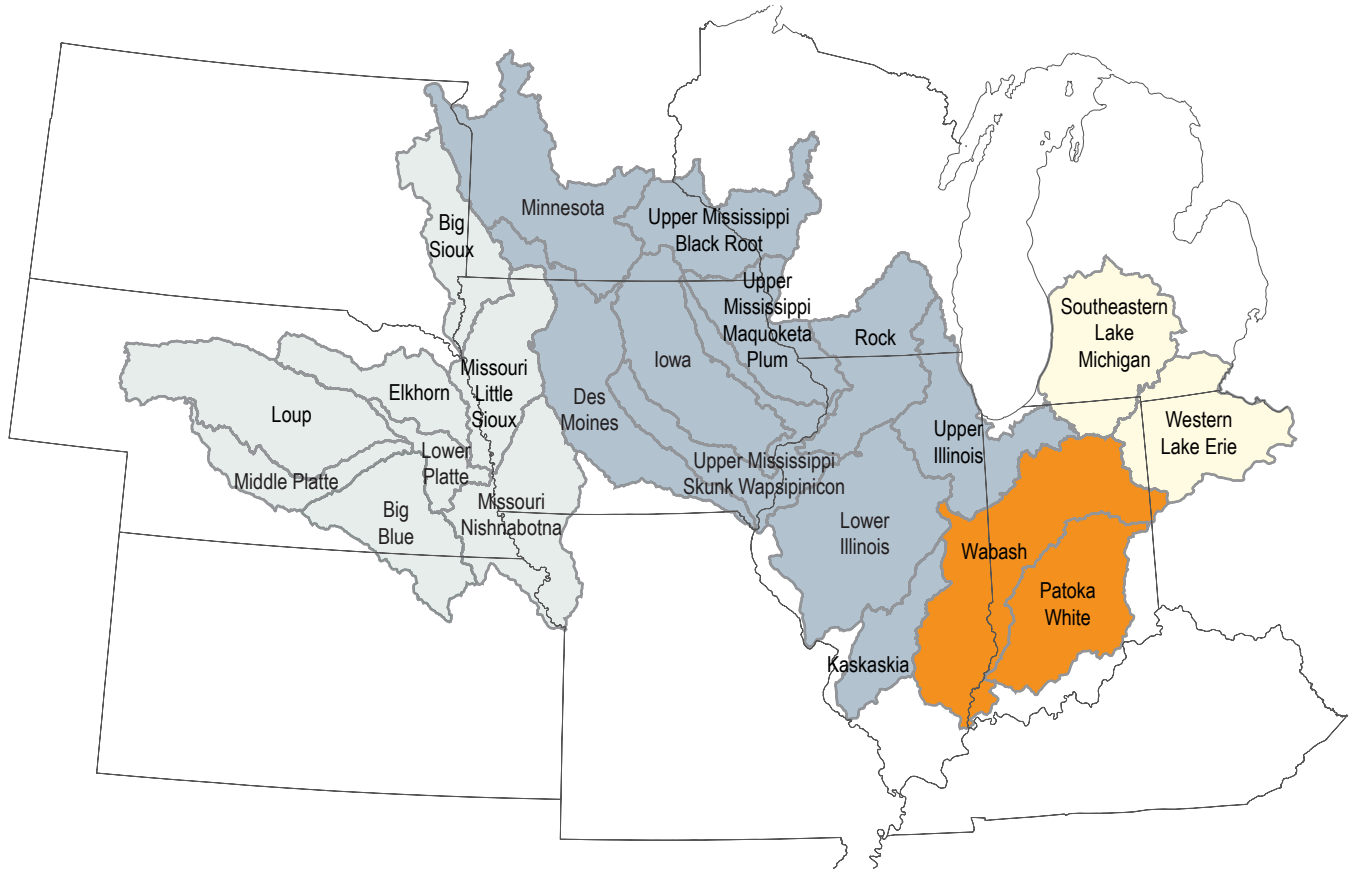 Minnesota
Upper Mississippi
Black Root
Big
Sioux
Upper
Mississippi
Maquoketa
Plum
Southeastern
Lake
Michigan
Rock
Iowa
Missouri
Little
Sioux
Elkhorn
Loup
Des
Moines
Upper
Illinois
Western
Lake Erie
Lower
Platte
Middle Platte
Upper Mississippi
Skunk Wapsipinicon
Big
Blue
Missouri
Nishnabotna
Lower
Illinois
Wabash
Patoka
White
Kaskaskia